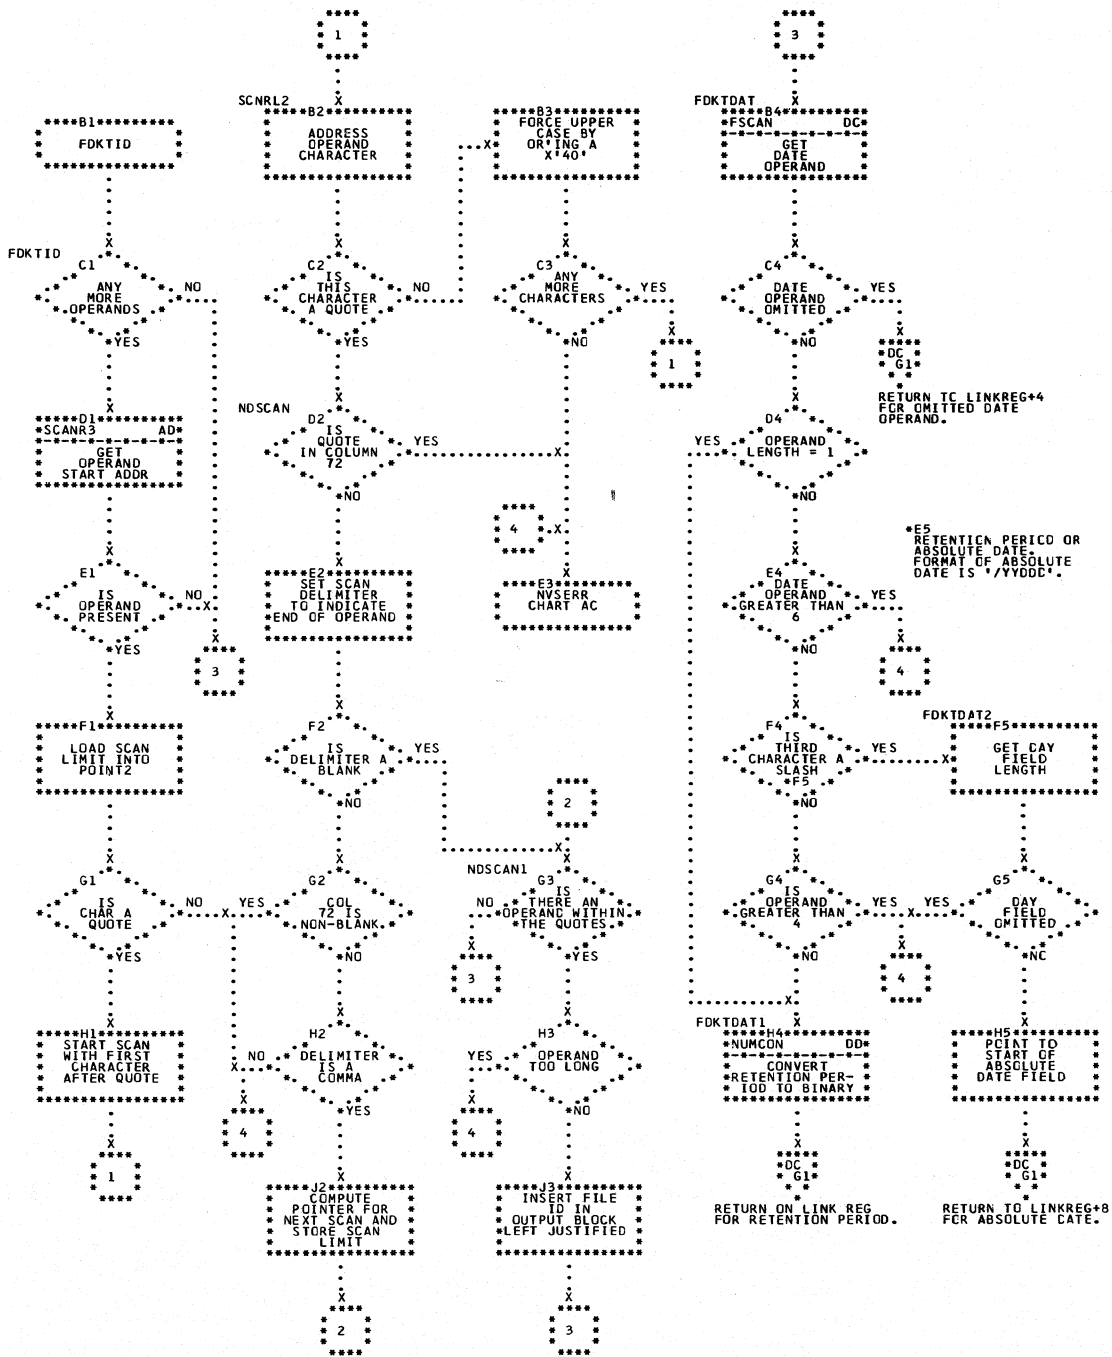 1
SCNRL2
B2
ADDRESS
OPERAND
CHARACTER
B3
FORCE UPPER
CASE BY
OR'ING A
X'40'
3
FDKTDAT
B4
FSCAN DC
GET
DATE
OPERAND
B1
FDKTID
FDKTID
C1
ANY
MORE
OPERANDS
NO
YES
C2
IS
THIS
CHARACTER
A QUOTE
NO
YES
C3
ANY
MORE
CHARACTERS
YES
NO
1
C4
DATE
OPERAND
OMITTED
YES
NO
DC
G1
RETURN TC LINKREG+4
FCR OMITTED DATE
OPERAND.
D1
SCANR3 AD
GET
OPERAND
START ADDR
NDSCAN
D2
IS
QUOTE
IN COLUMN
72
YES
NO
4
D4
OPERAND
LENGTH = 1
YES
NO
*E5
RETENTION PERICD OR
ABSOLUTE DATE.
FORMAT OF ABSOLUTE
DATE IS '/YYDDC'.
E1
IS
OPERAND
PRESENT
NO
YES
3
E2
SET SCAN
DELIMITER
TO INDICATE
END OF OPERAND
E3
NVSERR
CHART AC
E4
DATE
OPERAND
GREATER THAN
6
YES
NO
4
F1
LOAD SCAN
LIMIT INTO
POINT2
F2
IS
DELIMITER A
BLANK
YES
NO
2
F4
IS
THIRD
CHARACTER A
SLASH
*F5
YES
NO
FDKTDAT2
F5
GET CAY
FIELD
LENGTH
G1
IS
CHAR A
QUOTE
NO
YES
G2
COL
72 IS
NON-BLANK
YES
NO
NDSCAN1
G3
IS
THERE AN
OPERAND WITHIN
THE QUOTES
NO
YES
3
G4
IS
OPERAND
GREATER THAN
4
YES
NO
4
G5
DAY
FIELD
OMITTED
YES
NC
H1
START SCAN
WITH FIRST
CHARACTER
AFTER QUOTE
1
H2
DELIMITER
IS A
COMMA
NO
YES
4
H3
OPERAND
TOO LONG
YES
NO
4
FDKTDAT1
H4
NUMCON DD
CONVERT
RETENTION PER-
IOD TO BINARY
DC
G1
RETURN ON LINK REG
FOR RETENTION PERIOD.
H5
POINT TO
START OF
ABSOLUTE
DATE FIELD
DC
G1
RETURN TO LINKREG+8
FCR ABSOLUTE CATE.
J2
COMPUTE
POINTER FOR
NEXT SCAN AND
STORE SCAN
LIMIT
2
J3
INSERT FILE
ID IN
OUTPUT BLOCK
LEFT JUSTIFIED
3